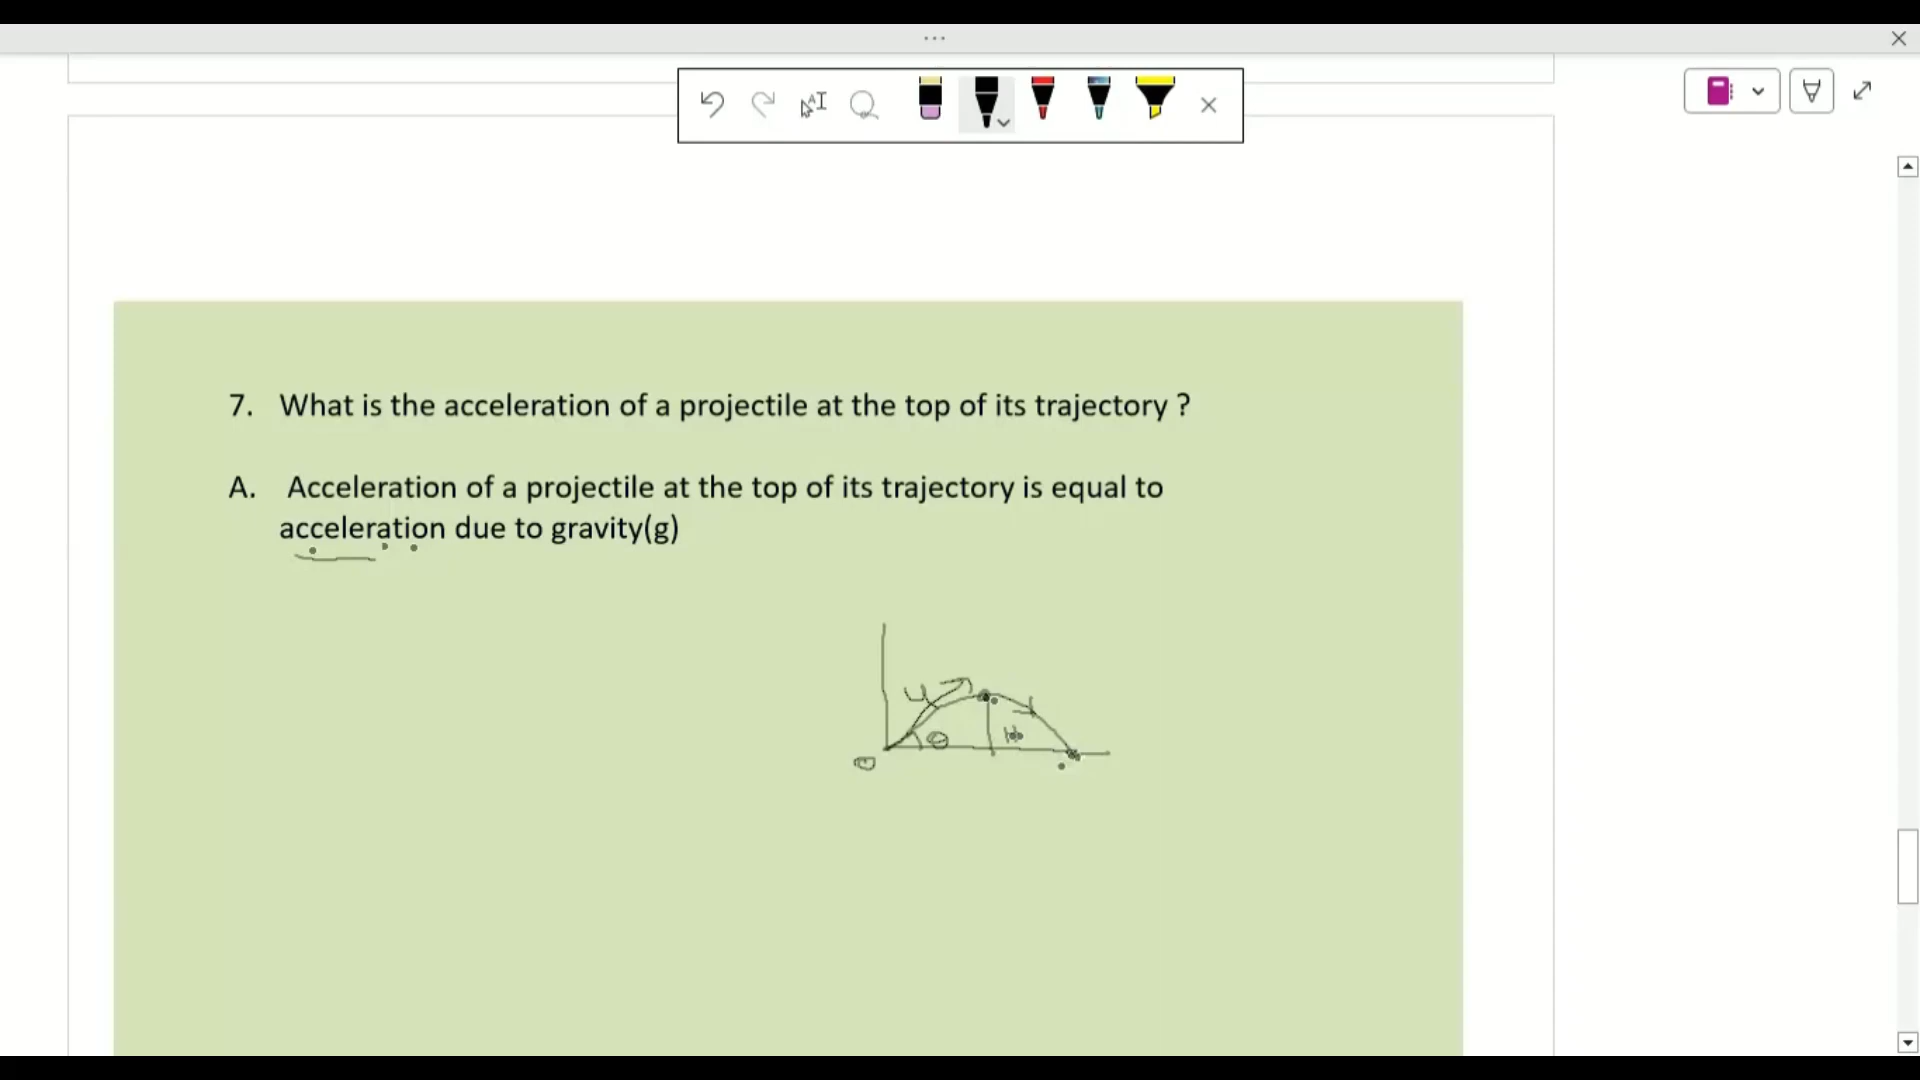 7. What is the acceleration of a projectile at the top of its trajectory ?
A. Acceleration of a projectile at the top of its trajectory is equal to
acceleration due to gravity(g)
u
θ
O